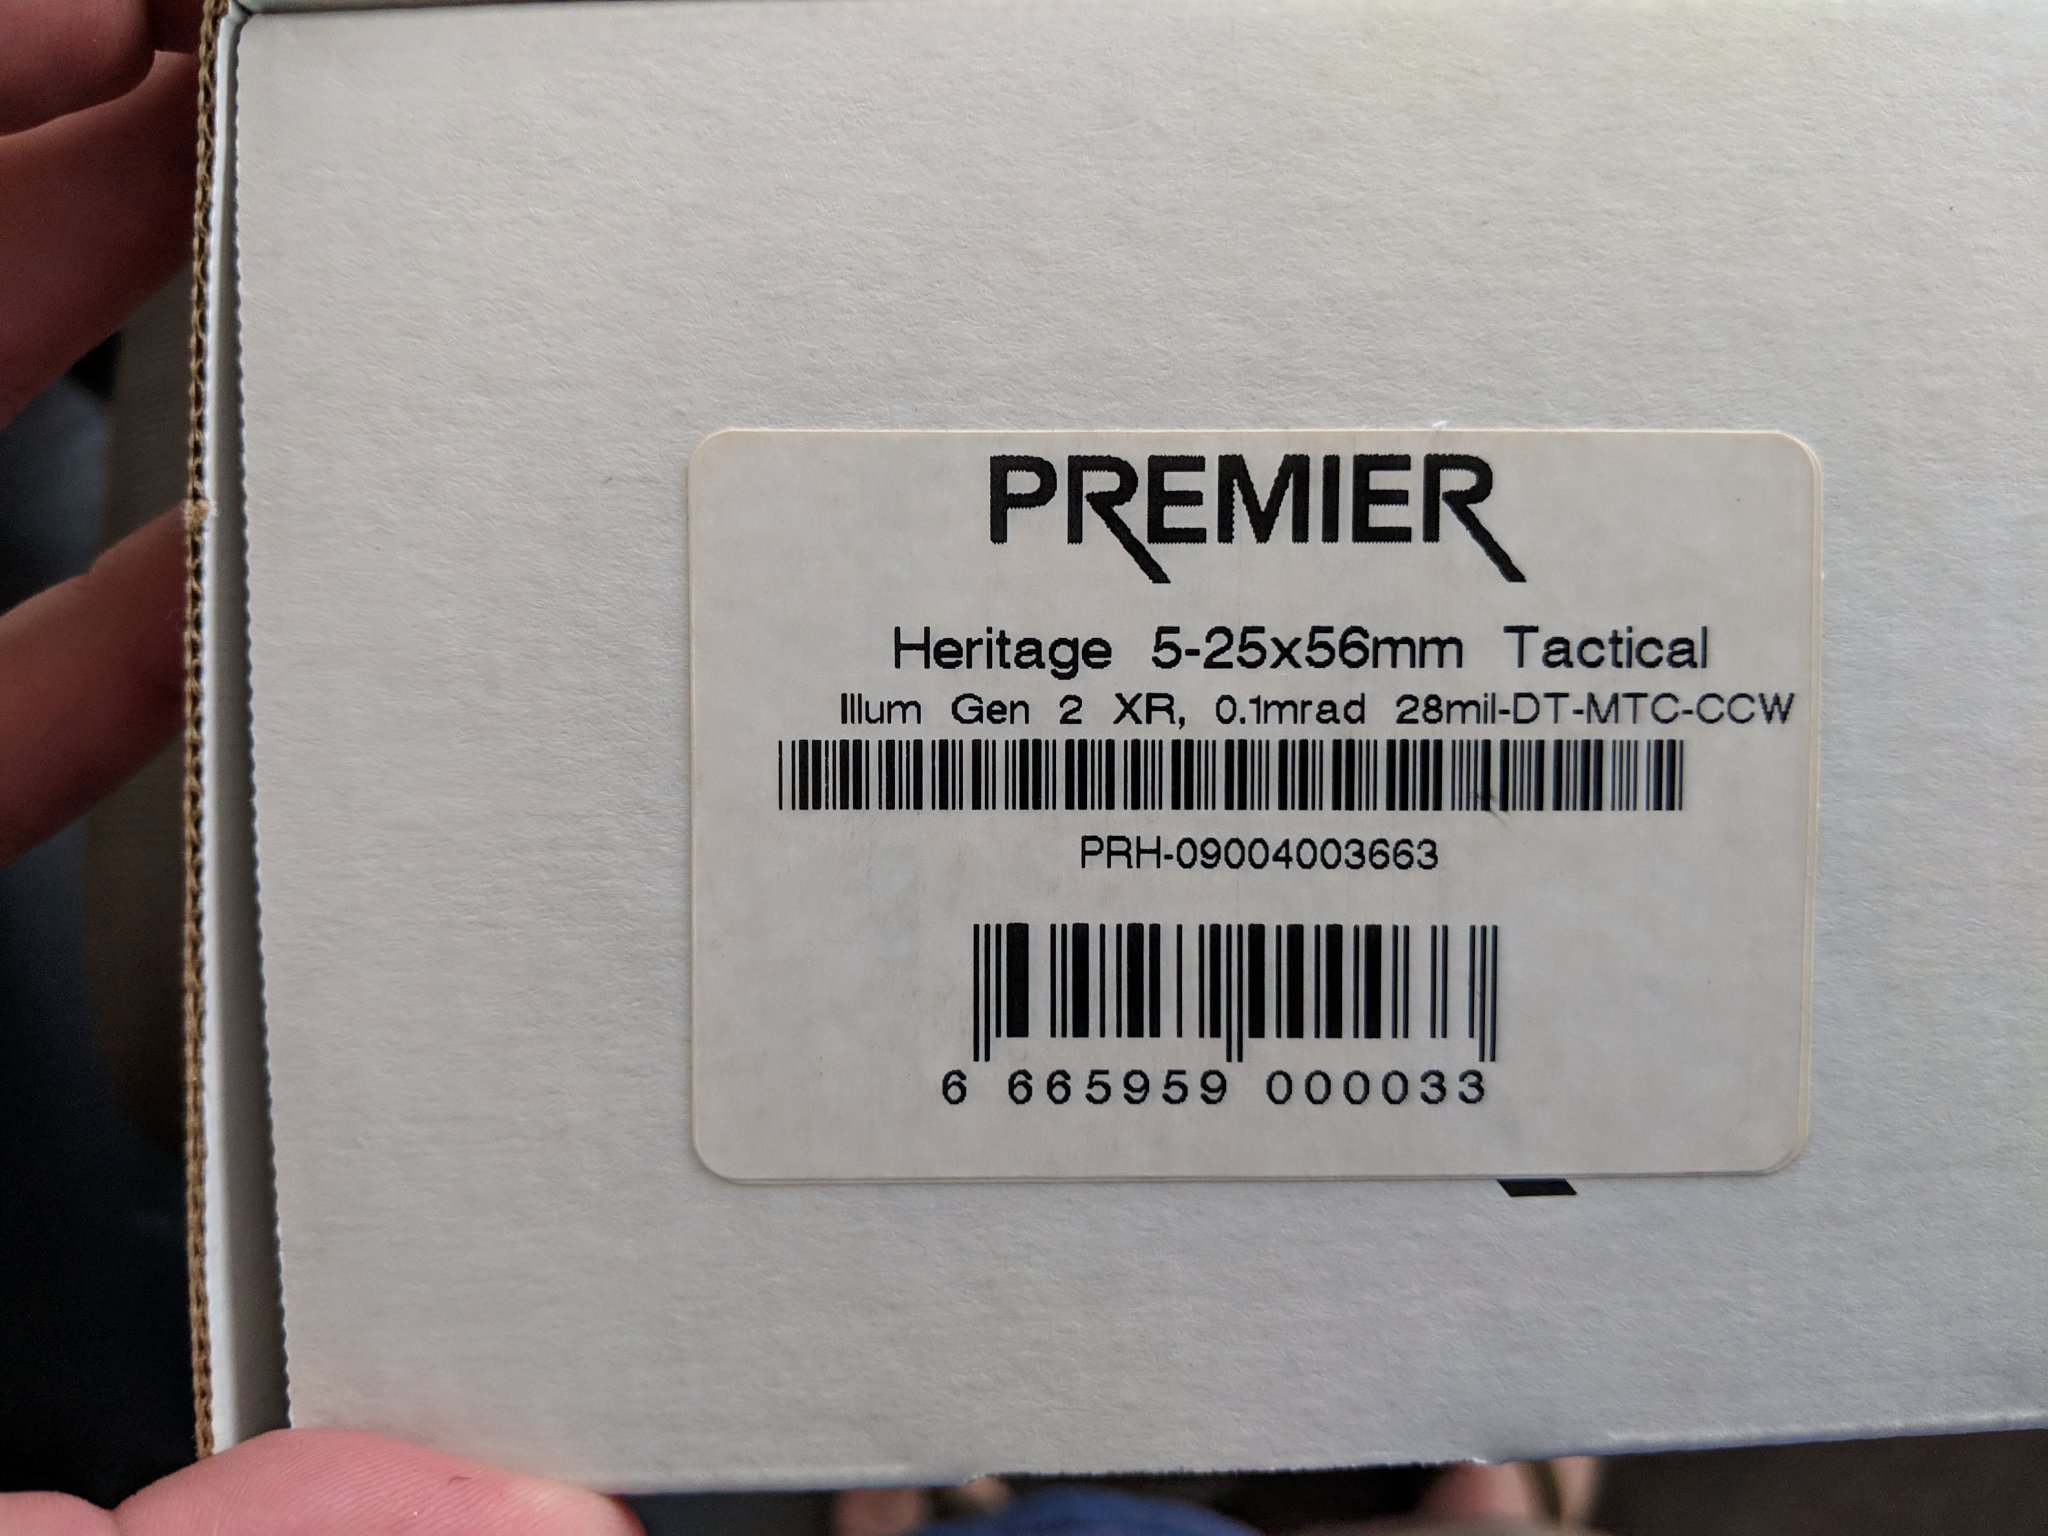 PREMIER
Heritage 5-25x56mm Tactical
Illum Gen 2 XR, 0.1mrad 28mil-DT-MTC-CCW
PRH-09004003663
6 665959 000033